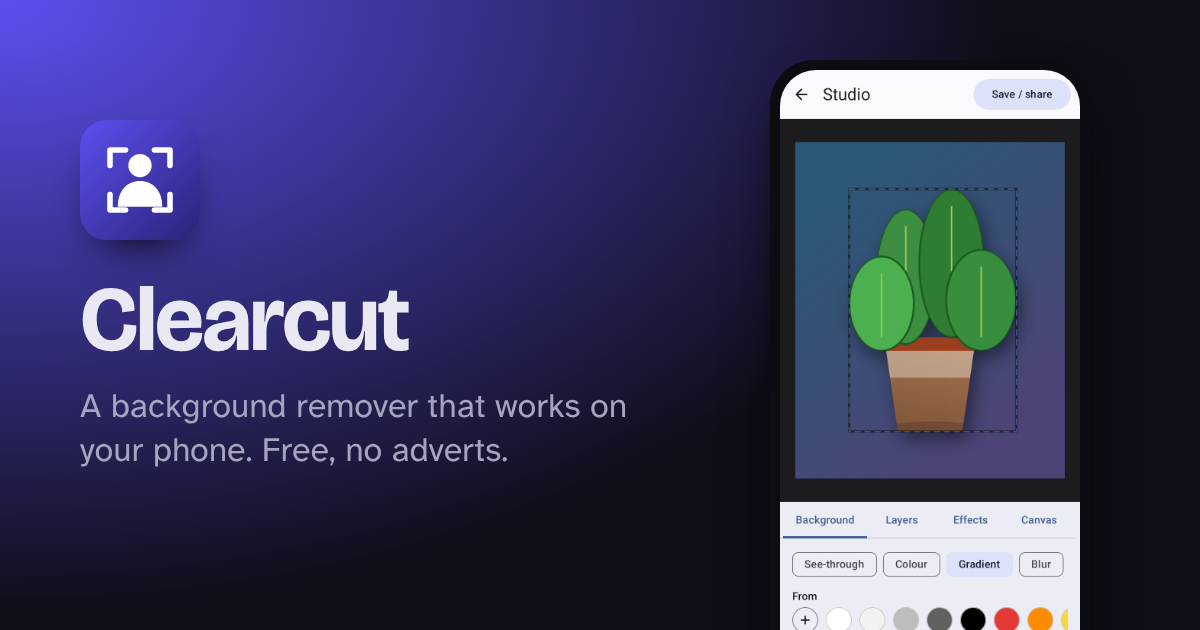 Clearcut
A background remover that works on
your phone. Free, no adverts.
Studio
Save / share
Background Layers Effects Canvas
See-through Colour Gradient Blur
From
+